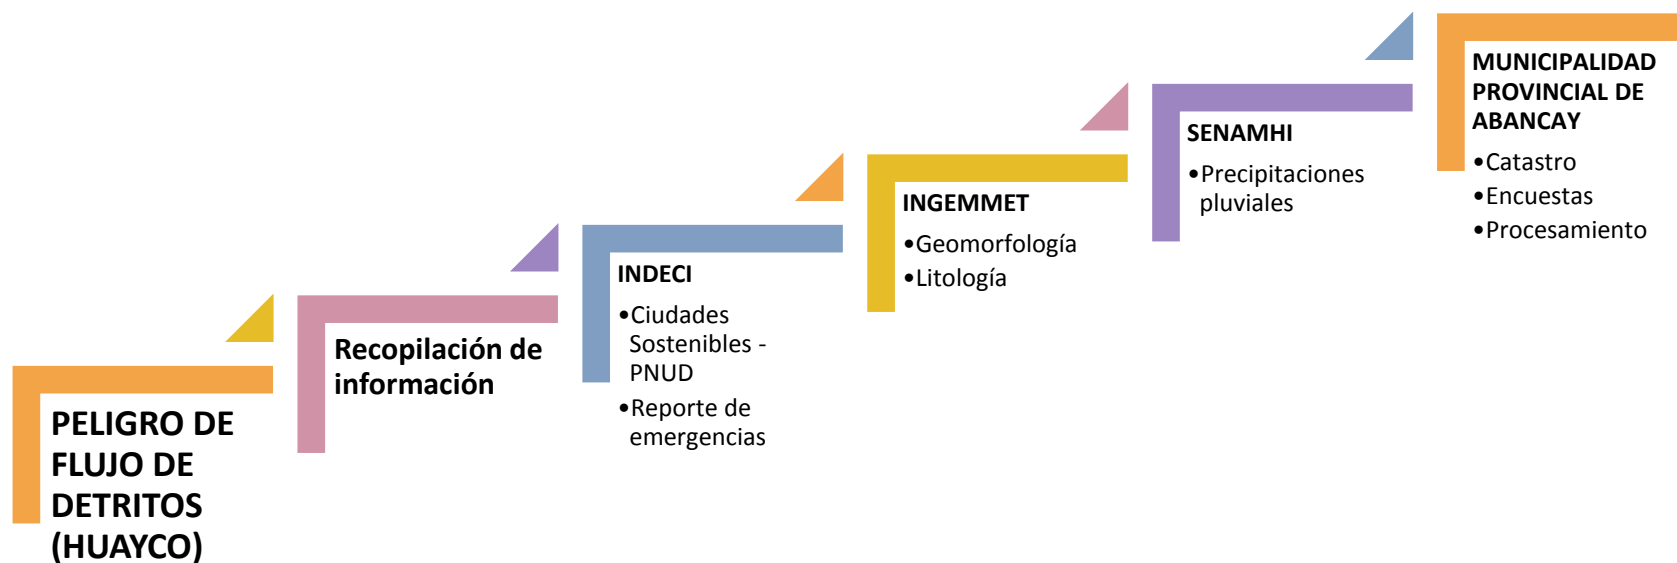 PELIGRO DE
FLUJO DE
DETRITOS
(HUAYCO)
Recopilación de
información
INDECI
•Ciudades
Sostenibles -
PNUD
•Reporte de
emergencias
INGEMMET
•Geomorfología
•Litología
SENAMHI
•Precipitaciones
pluviales
MUNICIPALIDAD
PROVINCIAL DE
ABANCAY
•Catastro
•Encuestas
•Procesamiento